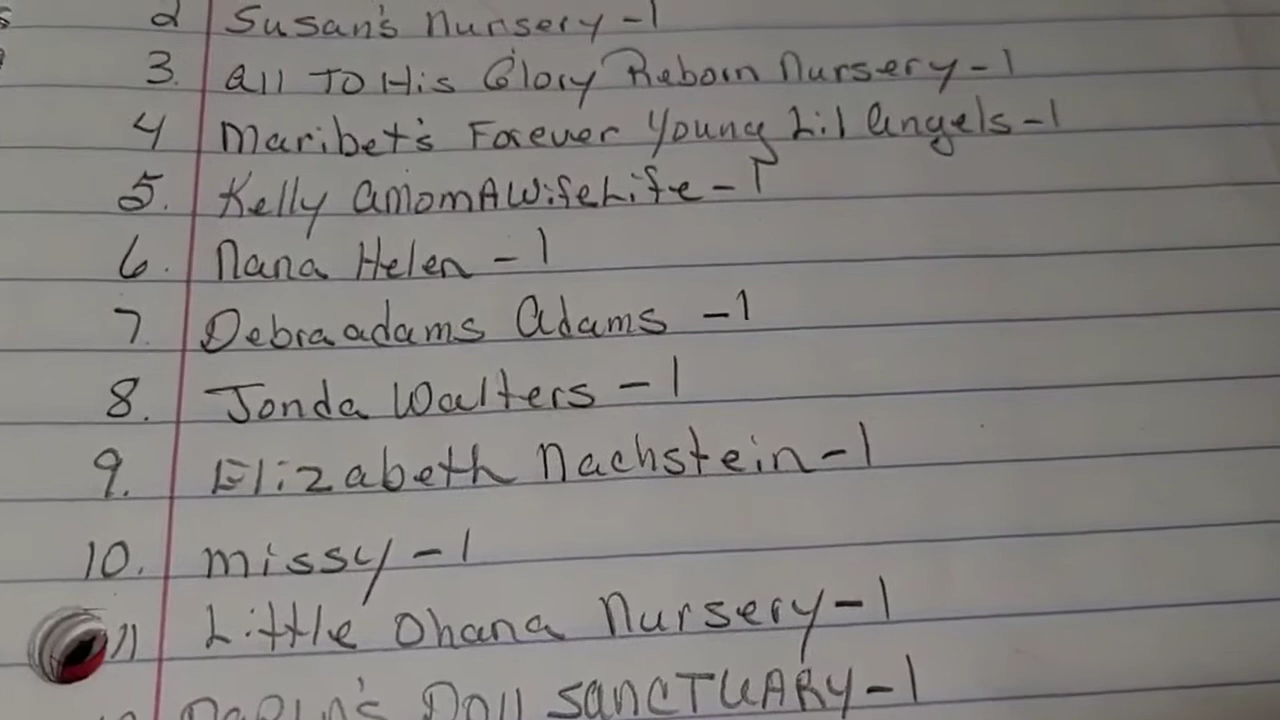 2 Susan's nursery-1
3. all To His Glory Reborn nursery-1
4 maribet's Forever Young Lil angels-1
5. Kelly amomAWifeLife-1
6. nana Helen-1
7. Debraadams adams-1
8. Jonda Walters-1
9. Elizabeth nachstein-1
10. missy-1
11 Little Ohana nursery-1
Doll SANCTUARY-1